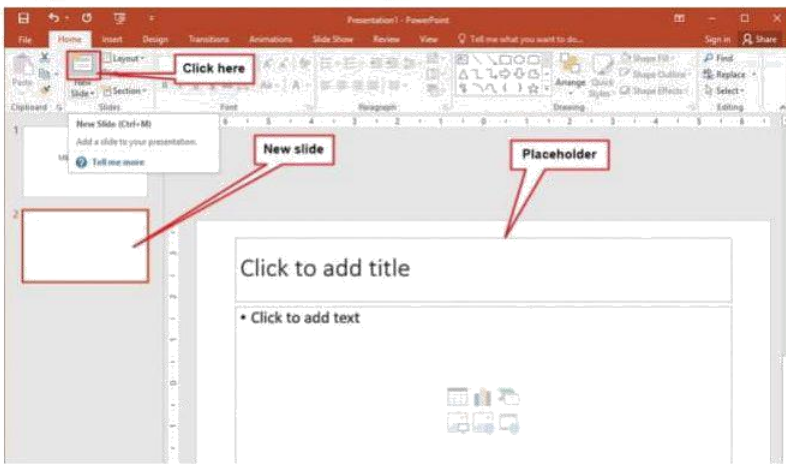 Presentation1 - PowerPoint
File Home Insert Design Transitions Animations Slide Show Review View Tell me what you want to do... Sign in Share
Layout
Click here
Paste
New Slide
Section
Arrange
Quick Styles
Shape Fill
Shape Outline
Shape Effects
Find
Replace
Select
Clipboard Slides Font Paragraph Drawing Editing
New Slide (Ctrl+M)
Add a slide to your presentation.
Tell me more
New slide
Placeholder
1
2
Click to add title
• Click to add text